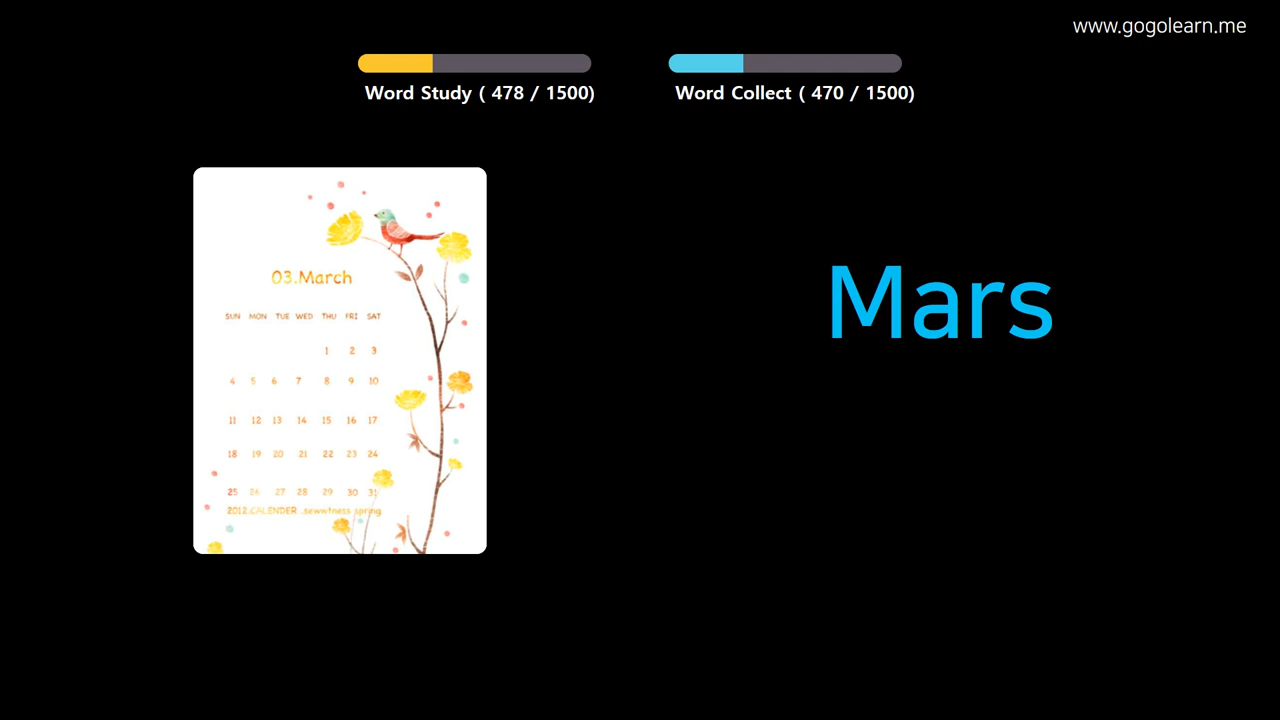 www.gogolearn.me
Word Study ( 478 / 1500)
Word Collect ( 470 / 1500)
03.March
Mars
SUN MON TUE WED THU FRI SAT
1 2 3
4 5 6 7 8 9 10
11 12 13 14 15 16 17
18 19 20 21 22 23 24
25 26 27 28 29 30 31
2012.CALENDER .sewwfness spring